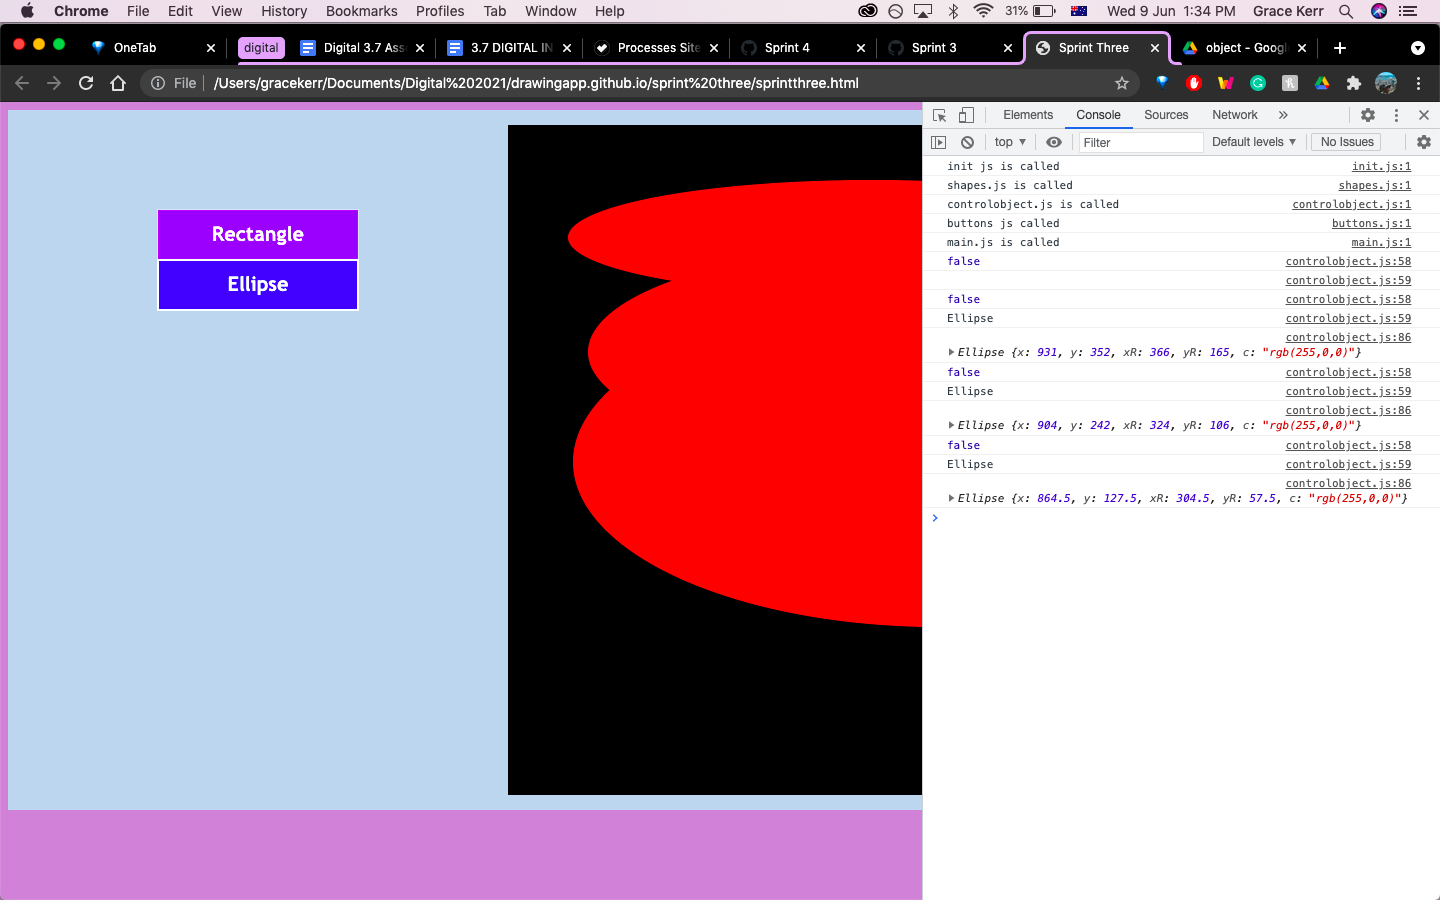 Chrome File Edit View History Bookmarks Profiles Tab Window Help 31% Wed 9 Jun 1:34 PM Grace Kerr
OneTab digital Digital 3.7 Ass 3.7 DIGITAL IN Processes Site Sprint 4 Sprint 3 Sprint Three object - Googl
File /Users/gracekerr/Documents/Digital%202021/drawingapp.github.io/sprint%20three/sprintthree.html
Elements Console Sources Network
top Filter Default levels No Issues
Rectangle
Ellipse
init js is called init.js:1
shapes.js is called shapes.js:1
controlobject.js is called controlobject.js:1
buttons js called buttons.js:1
main.js is called main.js:1
false controlobject.js:58
controlobject.js:59
false controlobject.js:58
Ellipse controlobject.js:59
controlobject.js:86
Ellipse {x: 931, y: 352, xR: 366, yR: 165, c: "rgb(255,0,0)"}
false controlobject.js:58
Ellipse controlobject.js:59
controlobject.js:86
Ellipse {x: 904, y: 242, xR: 324, yR: 106, c: "rgb(255,0,0)"}
false controlobject.js:58
Ellipse controlobject.js:59
controlobject.js:86
Ellipse {x: 864.5, y: 127.5, xR: 304.5, yR: 57.5, c: "rgb(255,0,0)"}